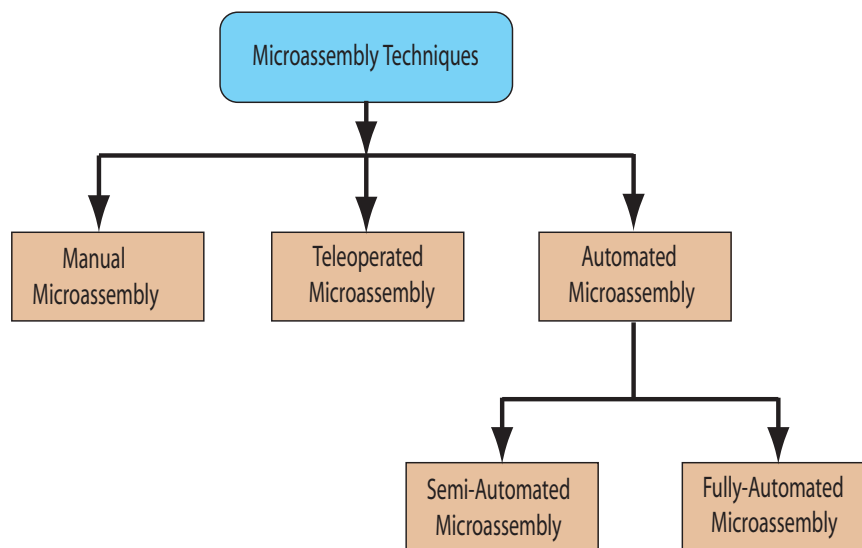 Microassembly Techniques
Manual
Microassembly
Teleoperated
Microassembly
Automated
Microassembly
Semi-Automated
Microassembly
Fully-Automated
Microassembly